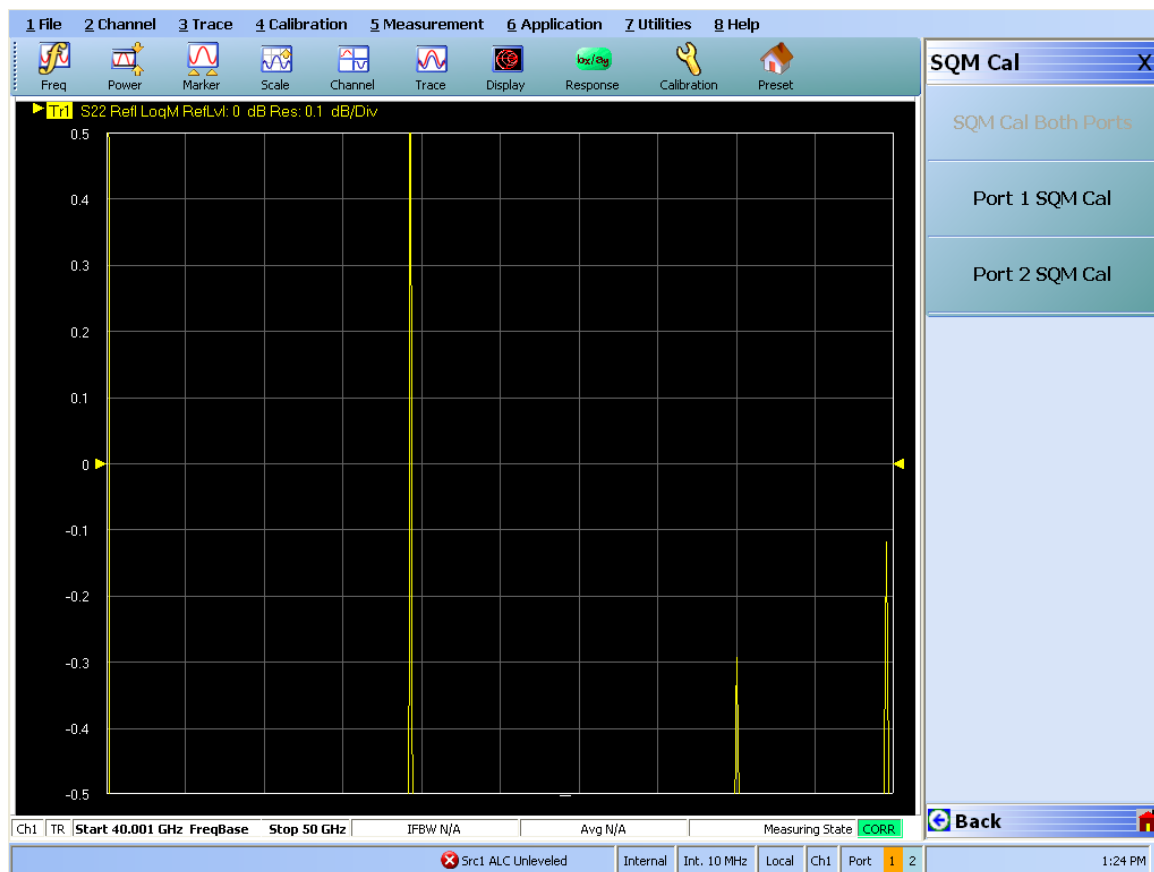 1 File 2 Channel 3 Trace 4 Calibration 5 Measurement 6 Application 7 Utilities 8 Help
Freq Power Marker Scale Channel Trace Display Response Calibration Preset
SQM Cal X
SQM Cal Both Ports
Port 1 SQM Cal
Port 2 SQM Cal
Back
Tr1 S22 Refl LogM RefLvl: 0 dB Res: 0.1 dB/Div
0.5
0.4
0.3
0.2
0.1
0
-0.1
-0.2
-0.3
-0.4
-0.5
Ch1 TR Start 40.001 GHz FreqBase Stop 50 GHz IFBW N/A Avg N/A Measuring State CORR
Src1 ALC Unleveled Internal Int. 10 MHz Local Ch1 Port 1 2 1:24 PM